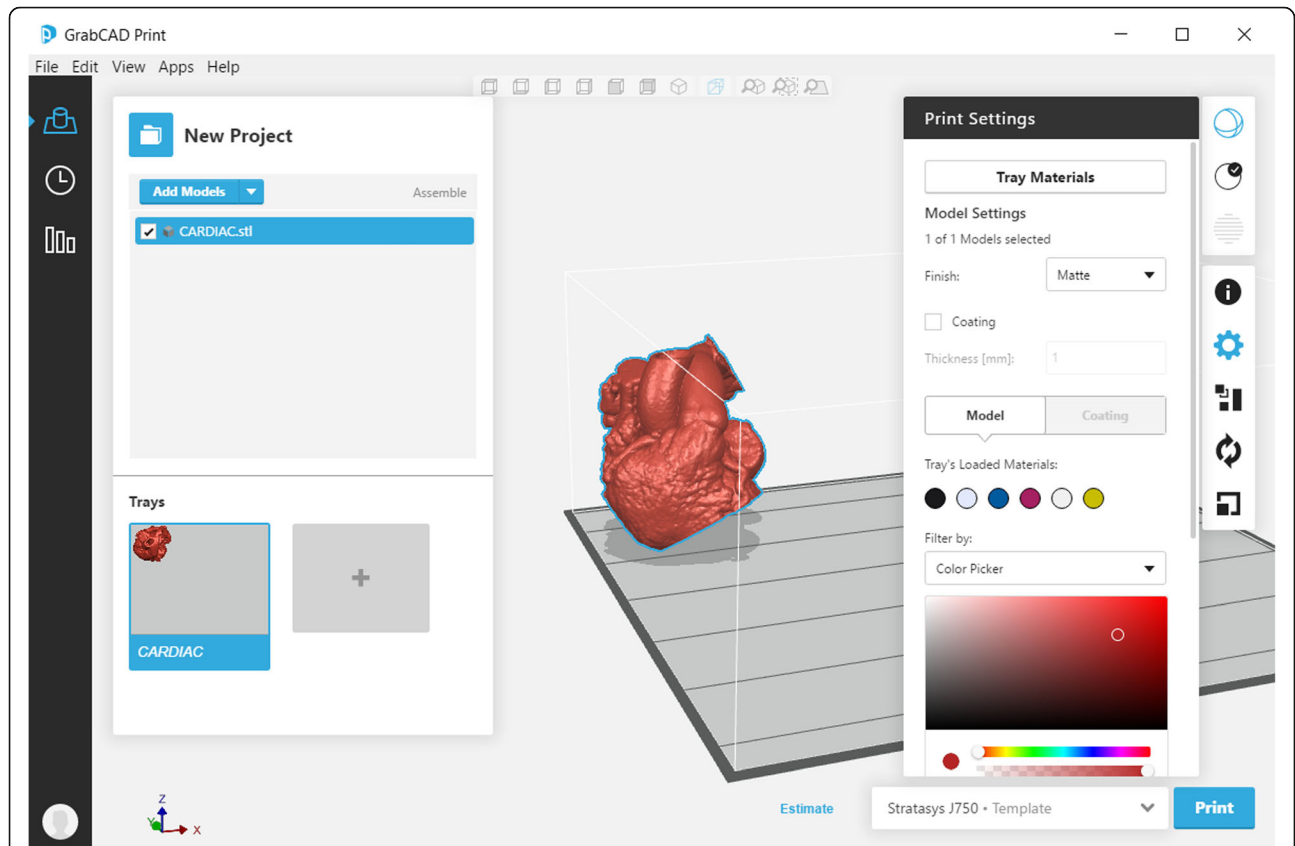 GrabCAD Print
File Edit View Apps Help
New Project
Add Models
Assemble
CARDIAC.stl
Trays
CARDIAC
Z
Y
X
Print Settings
Tray Materials
Model Settings
1 of 1 Models selected
Finish:
Matte
Coating
Thickness [mm]:
1
Model
Coating
Tray's Loaded Materials:
Filter by:
Color Picker
Estimate
Stratasys J750 • Template
Print